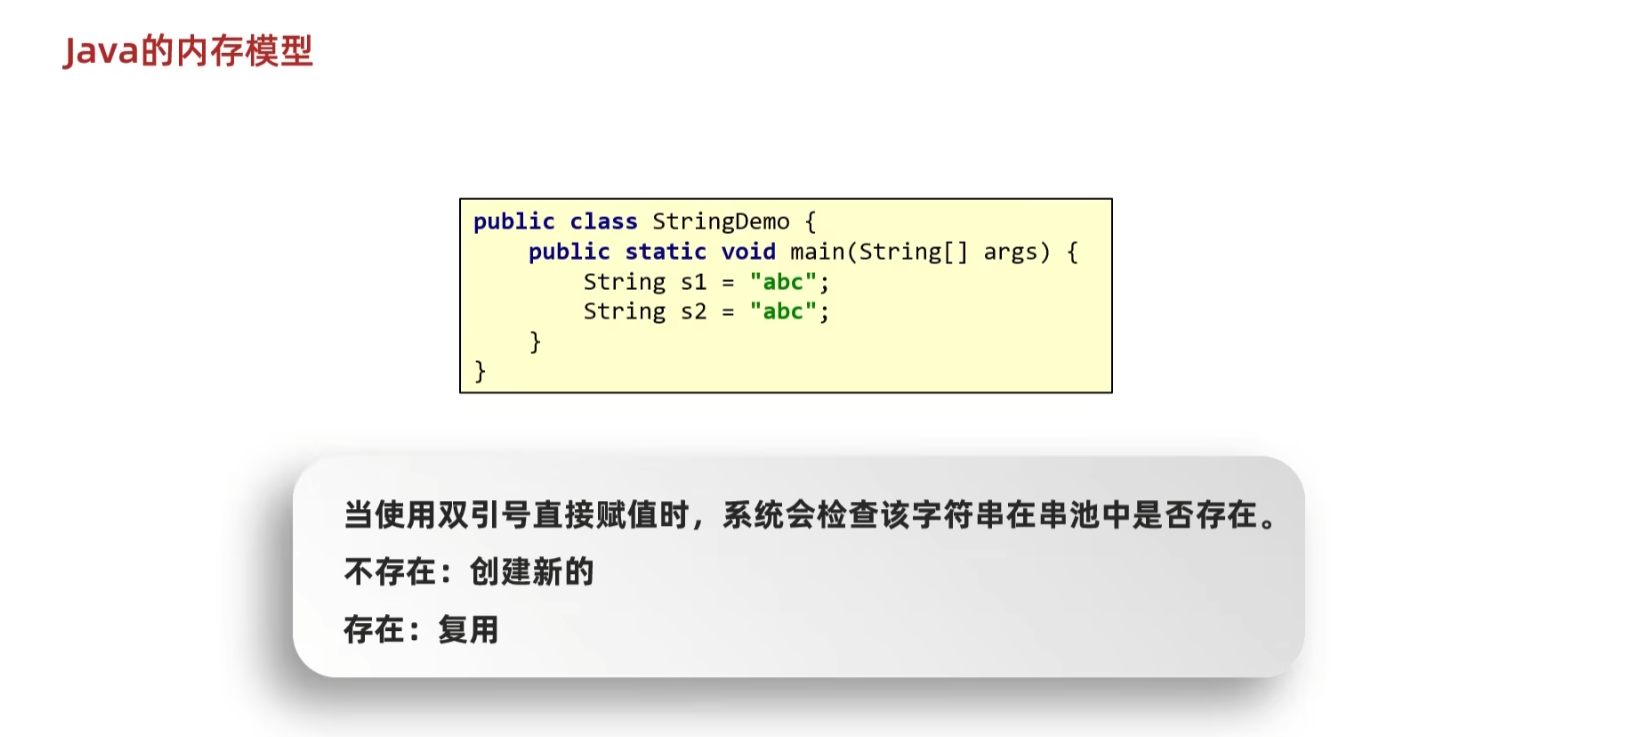 Java的内存模型
public class StringDemo {
    public static void main(String[] args) {
        String s1 = "abc";
        String s2 = "abc";
    }
}
当使用双引号直接赋值时，系统会检查该字符串在串池中是否存在。
不存在：创建新的
存在：复用